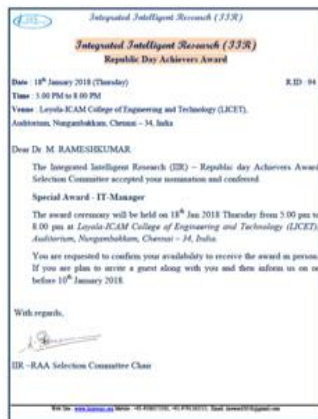 Integrated Intelligent Research (IIR)
Integrated Intelligent Research (IIR)
Republic Day Achievers Award
Date : 18th January 2018 (Thursday) R.ID : 94
Time : 5.00 PM to 8.00 PM
Venue : Loyola-ICAM College of Engineering and Technology (LICET),
Auditorium, Nungambakkam, Chennai – 34, India
Dear Dr. M. RAMESHKUMAR
The Integrated Intelligent Research (IIR) – Republic day Achievers Award
Selection Committee accepted your nomination and conferred
Special Award - IT-Manager
The award ceremony will be held on 18th Jan 2018 Thursday from 5.00 pm to
8.00 pm at Loyola-ICAM College of Engineering and Technology (LICET),
Auditorium, Nungambakkam, Chennai – 34, India.
You are requested to confirm your availability to receive the award in person.
If you are plan to invite a guest along with you and then inform us on or
before 10th January 2018.
With regards,
IIR –RAA Selection Committee Chair